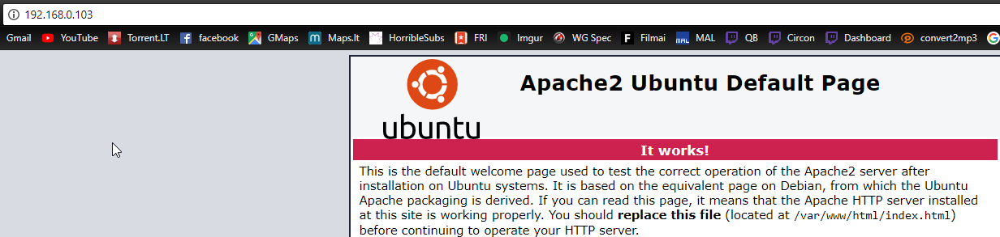 192.168.0.103
Gmail YouTube Torrent.LT facebook GMaps Maps.lt HorribleSubs FRI Imgur WG Spec Filmai MAL QB Circon Dashboard convert2mp3
Apache2 Ubuntu Default Page
ubuntu
It works!
This is the default welcome page used to test the correct operation of the Apache2 server after
installation on Ubuntu systems. It is based on the equivalent page on Debian, from which the Ubuntu
Apache packaging is derived. If you can read this page, it means that the Apache HTTP server installed
at this site is working properly. You should replace this file (located at /var/www/html/index.html)
before continuing to operate your HTTP server.